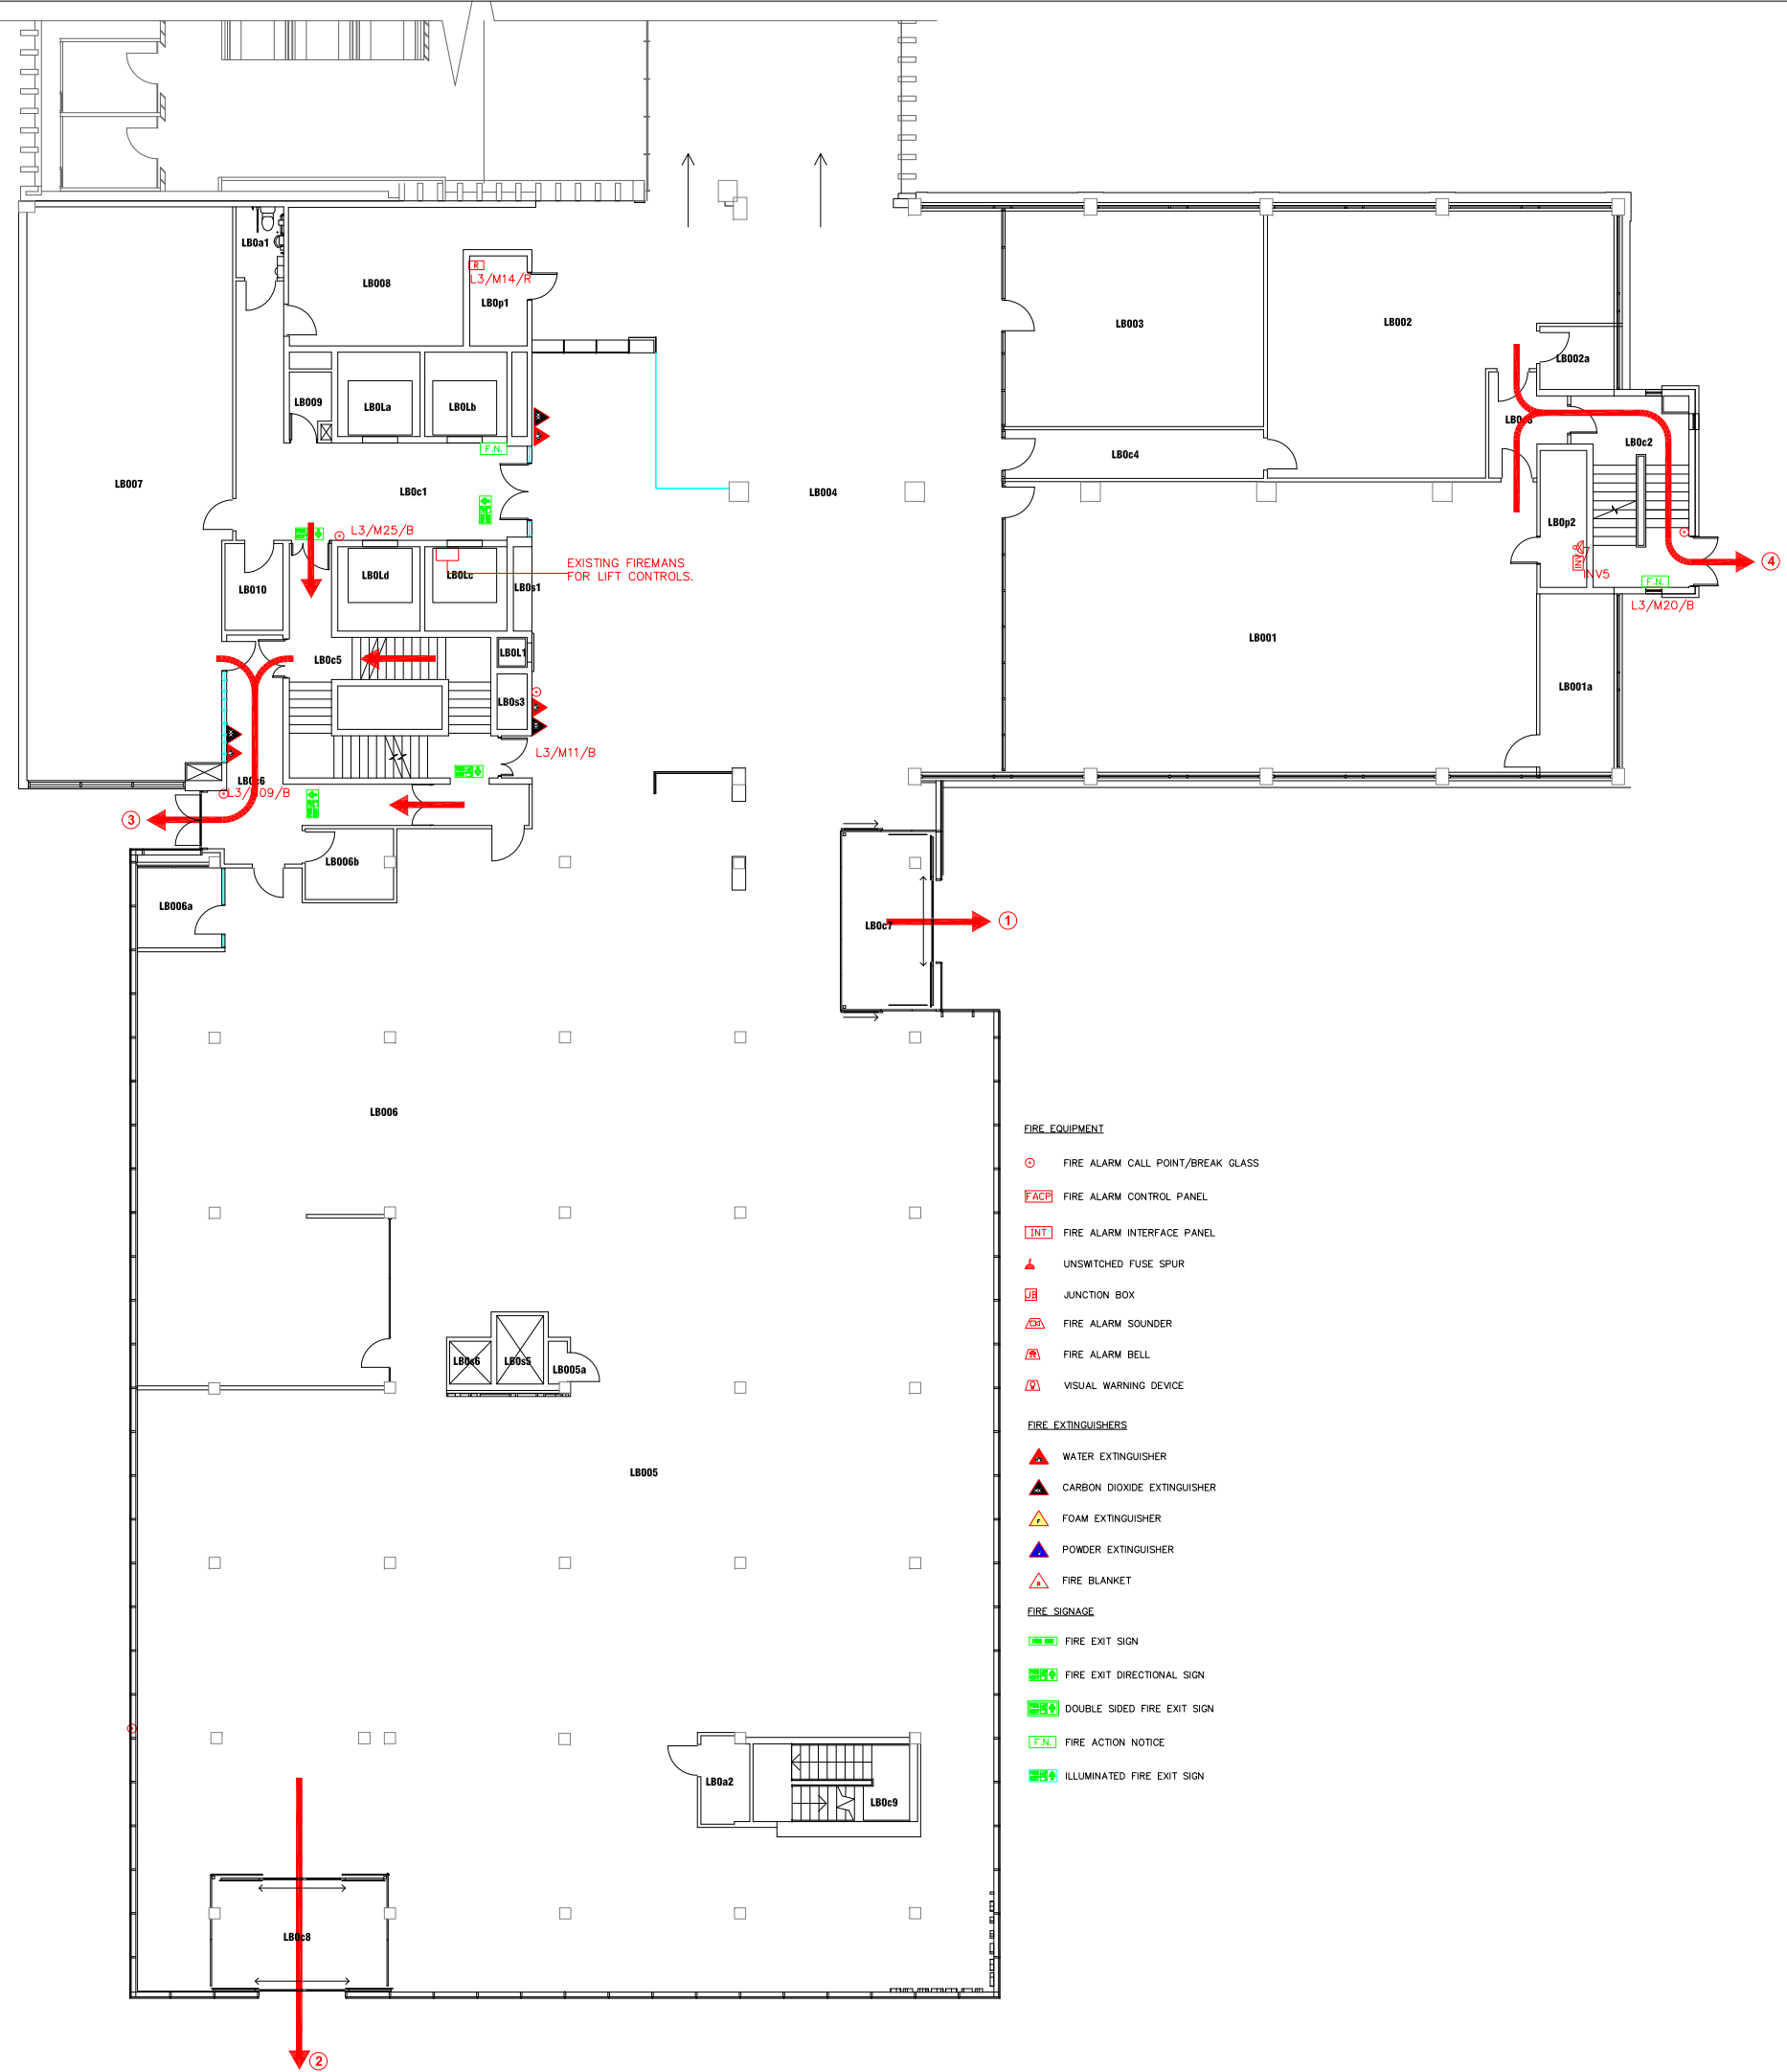 LB0a1
LB008
R
L3/M14/R
LB0p1
LB003
LB002
LB002a
LB009
LB0La
LB0Lb
F.N.
LB0c2
LB0c4
LB007
LB0c1
LB004
L3/M25/B
LB0p2
EXISTING FIREMANS
FOR LIFT CONTROLS.
LB0Ld
LB0Lc
LB0s1
LB010
INV5
F.N.
4
L3/M20/B
LB001
LB0L1
LB0c5
LB001a
LB0s3
L3/M11/B
3
LB006b
LB006a
LB0c7
1
LB006
FIRE EQUIPMENT
FIRE ALARM CALL POINT/BREAK GLASS
FACP FIRE ALARM CONTROL PANEL
INT FIRE ALARM INTERFACE PANEL
UNSWITCHED FUSE SPUR
JB JUNCTION BOX
FIRE ALARM SOUNDER
FIRE ALARM BELL
VISUAL WARNING DEVICE
LB0s6
LB0s5
LB005a
FIRE EXTINGUISHERS
WATER EXTINGUISHER
CARBON DIOXIDE EXTINGUISHER
F FOAM EXTINGUISHER
POWDER EXTINGUISHER
B FIRE BLANKET
LB005
FIRE SIGNAGE
FIRE EXIT SIGN
FIRE EXIT DIRECTIONAL SIGN
DOUBLE SIDED FIRE EXIT SIGN
F.N. FIRE ACTION NOTICE
ILLUMINATED FIRE EXIT SIGN
LB0a2
LB0c9
LB0c8
2